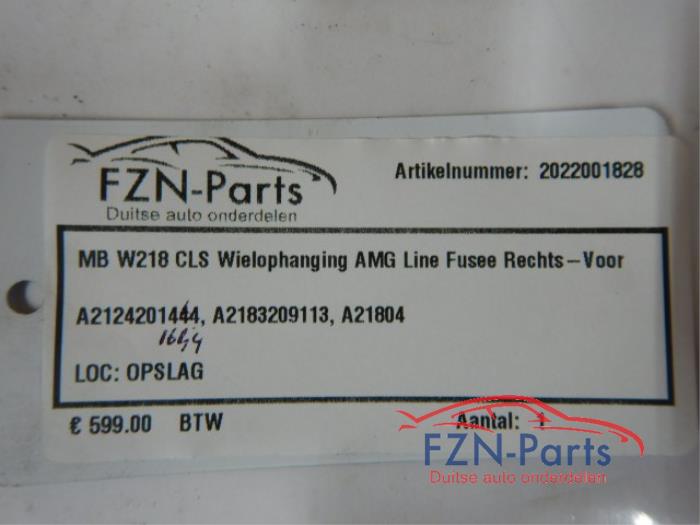 FZN-Parts
Duitse auto onderdelen
Artikelnummer: 2022001828
MB W218 CLS Wielophanging AMG Line Fusee Rechts-Voor
A2124201444, A2183209113, A21804
LOC: OPSLAG
€ 599.00 BTW
Aantal: 1
FZN-Parts
Duitse auto onderdelen